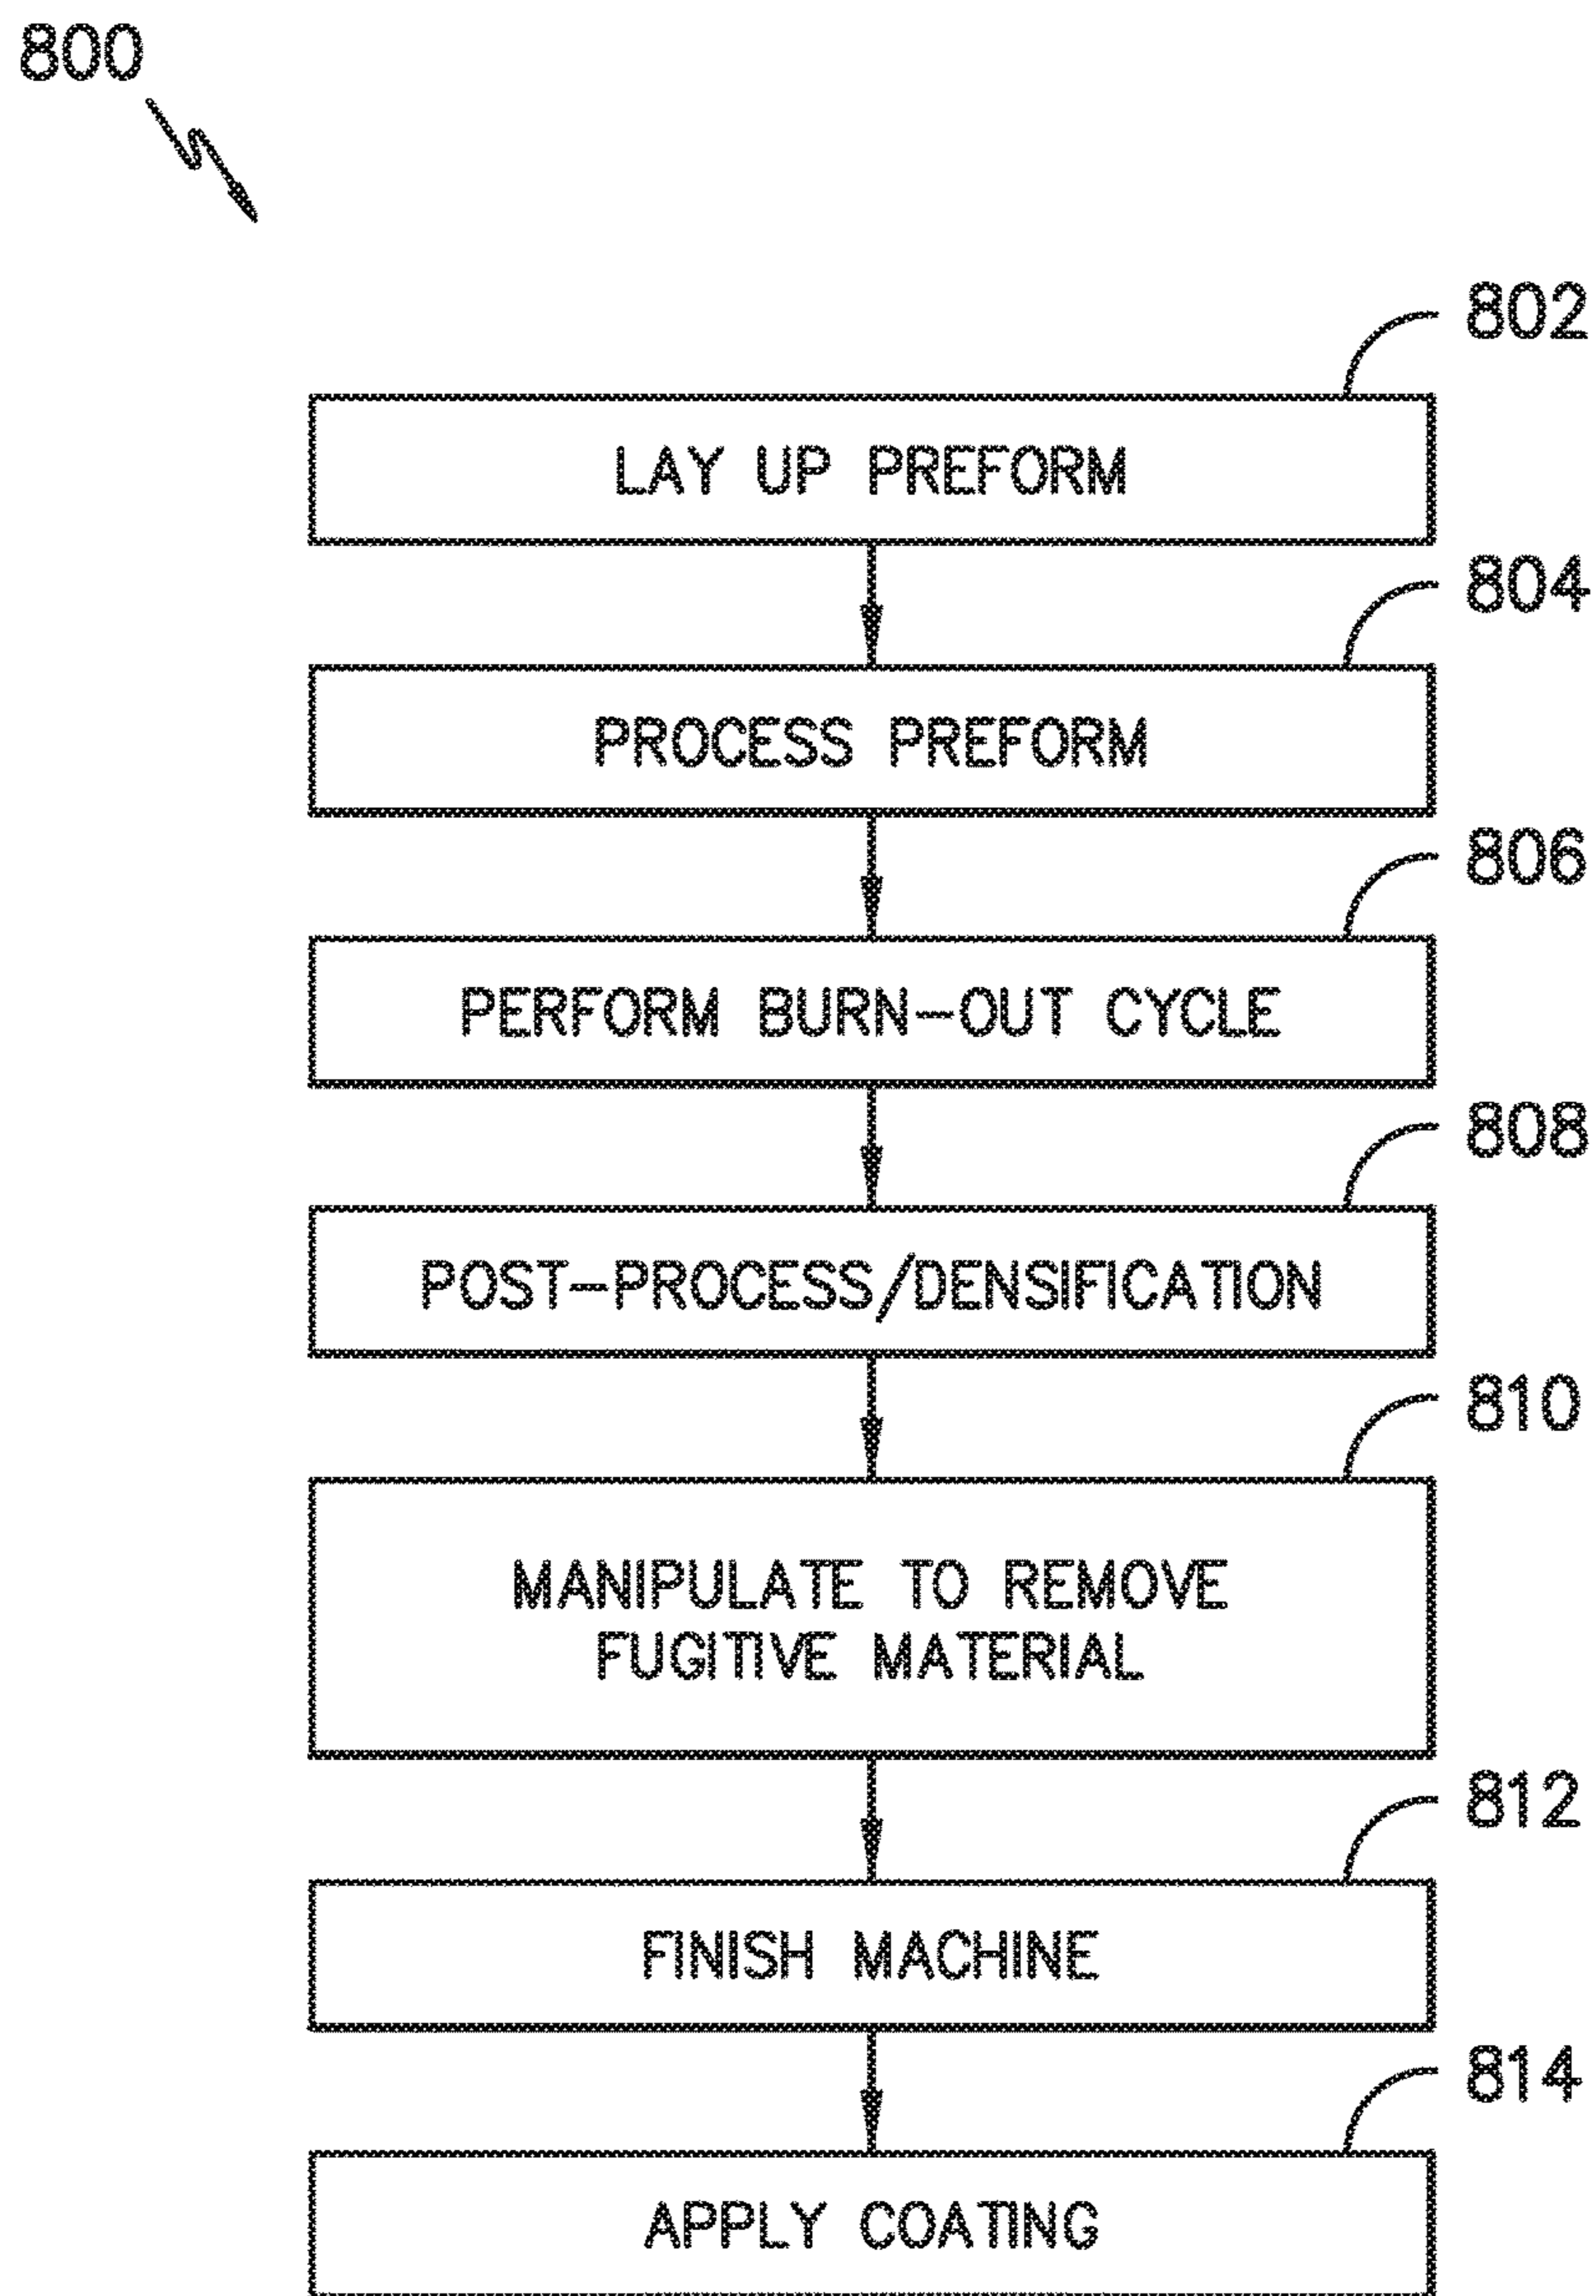 800
802
LAY UP PREFORM
804
PROCESS PREFORM
806
PERFORM BURN-OUT CYCLE
808
POST-PROCESS/DENSIFICATION
810
MANIPULATE TO REMOVE
FUGITIVE MATERIAL
812
FINISH MACHINE
814
APPLY COATING